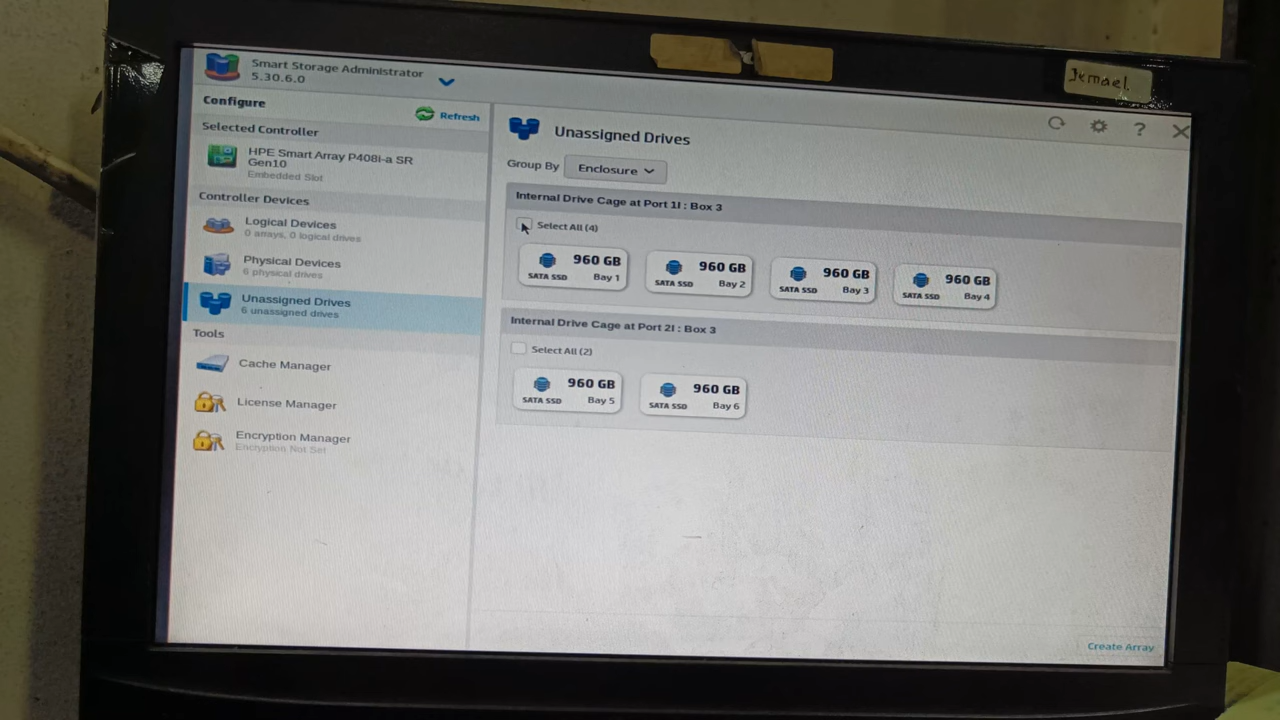 Jemael.
Smart Storage Administrator
5.30.6.0
Configure
Refresh
Selected Controller
HPE Smart Array P408i-a SR
Gen10
Embedded Slot
Controller Devices
Logical Devices
0 arrays, 0 logical drives
Physical Devices
6 physical drives
Unassigned Drives
6 unassigned drives
Tools
Cache Manager
License Manager
Encryption Manager
Encryption Not Set
Unassigned Drives
Group By Enclosure
Internal Drive Cage at Port 1I : Box 3
Select All (4)
960 GB 960 GB 960 GB 960 GB
SATA SSD Bay 1 SATA SSD Bay 2 SATA SSD Bay 3 SATA SSD Bay 4
Internal Drive Cage at Port 2I : Box 3
Select All (2)
960 GB 960 GB
SATA SSD Bay 5 SATA SSD Bay 6
Create Array